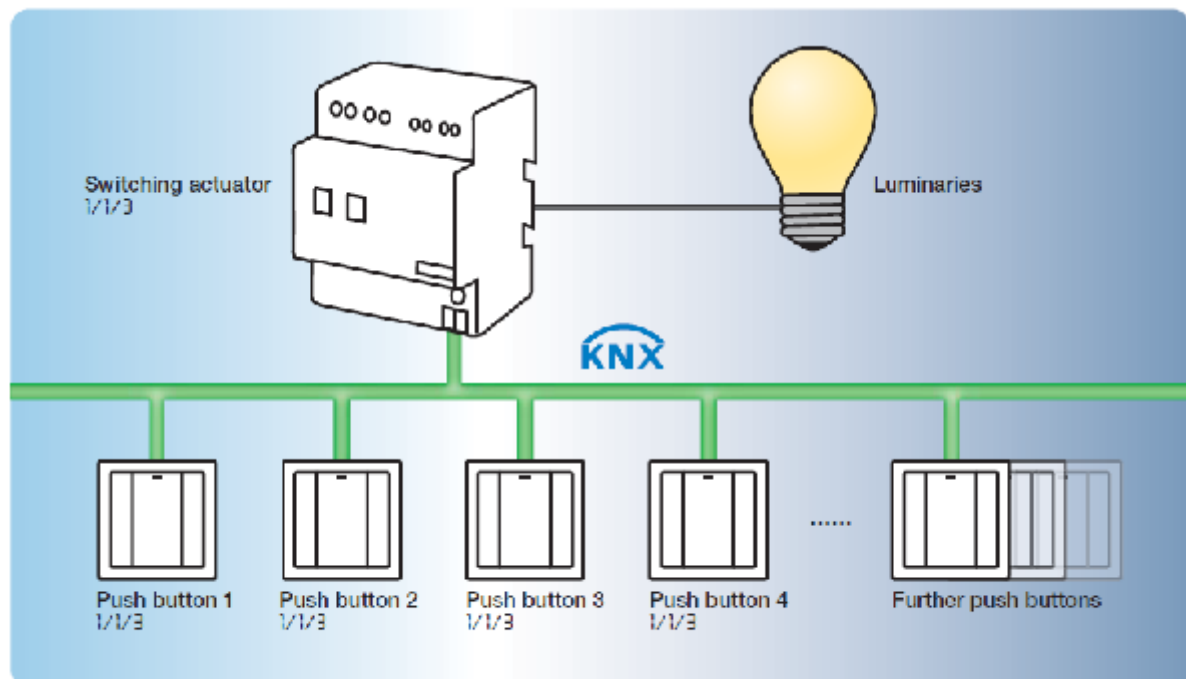 Switching actuator
1/1/3
Luminaries
KNX
......
Push button 1
1/1/3
Push button 2
1/1/3
Push button 3
1/1/3
Push button 4
1/1/3
Further push buttons